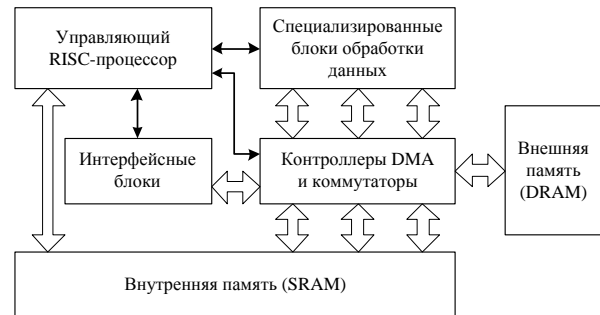 Управляющий
RISC-процессор
Специализированные
блоки обработки
данных
Интерфейсные
блоки
Контроллеры DMA
и коммутаторы
Внешняя
память
(DRAM)
Внутренняя память (SRAM)